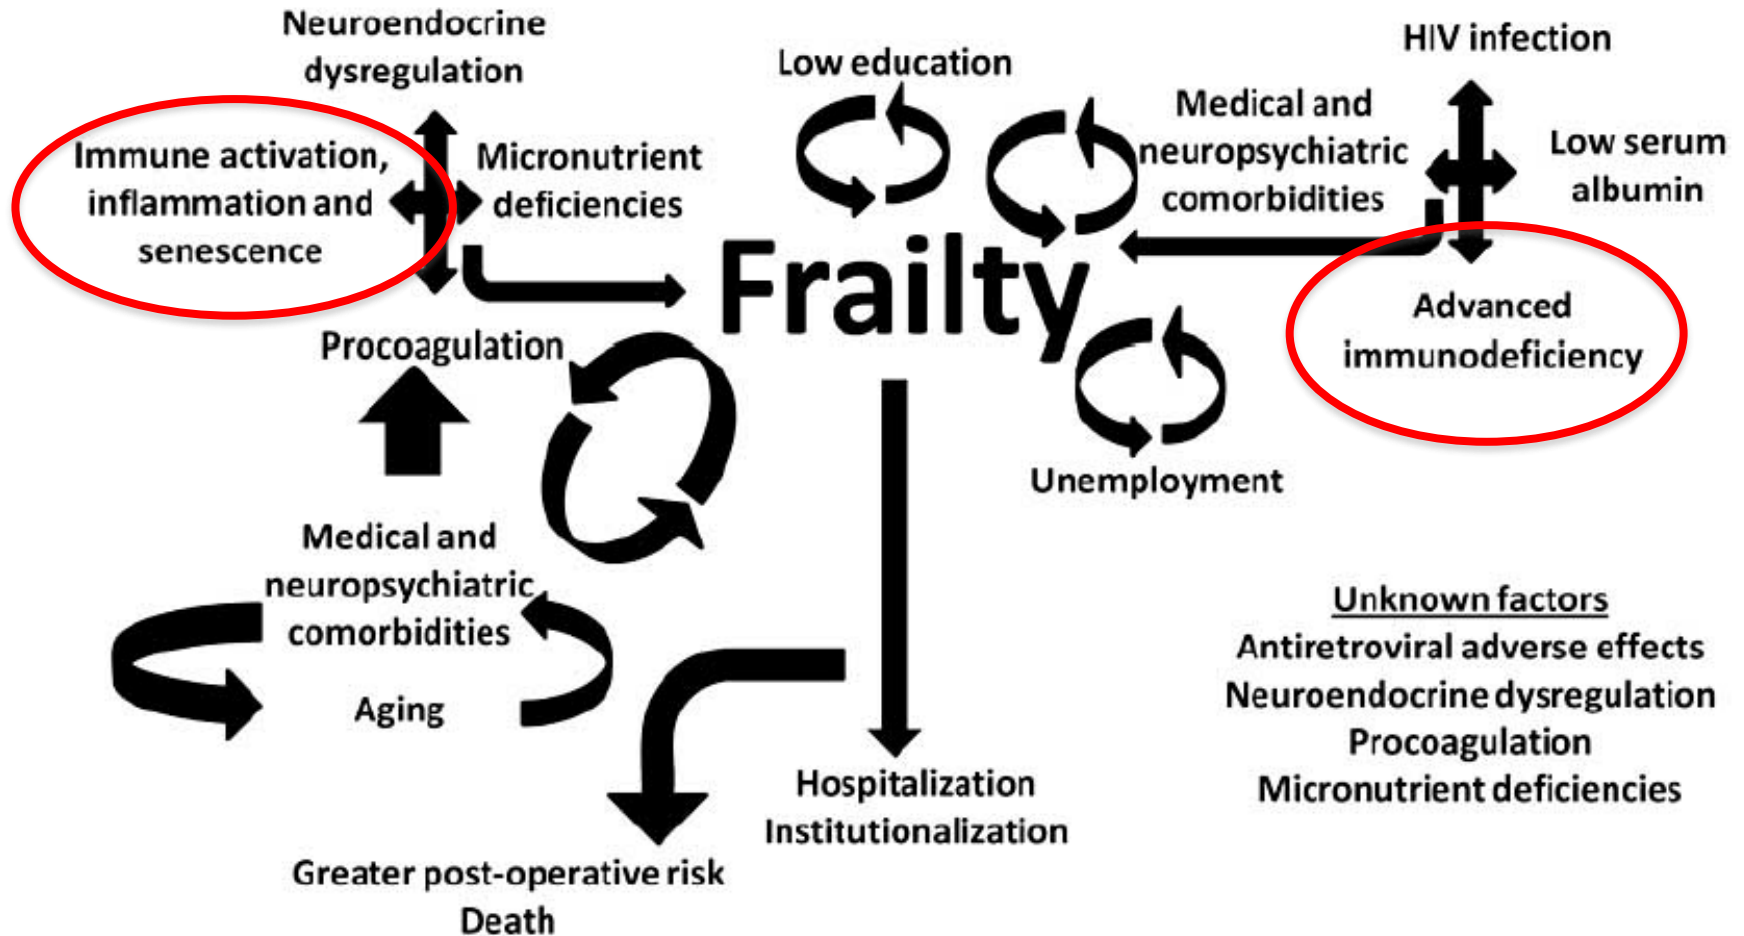 Neuroendocrine
dysregulation
Immune activation,
inflammation and
senescence
Micronutrient
deficiencies
Procoagulation
Medical and
neuropsychiatric
comorbidities
Aging
Low education
Frailty
Medical and
neuropsychiatric
comorbidities
HIV infection
Low serum
albumin
Advanced
immunodeficiency
Unemployment
Hospitalization
Institutionalization
Greater post-operative risk
Death
Unknown factors
Antiretroviral adverse effects
Neuroendocrine dysregulation
Procoagulation
Micronutrient deficiencies